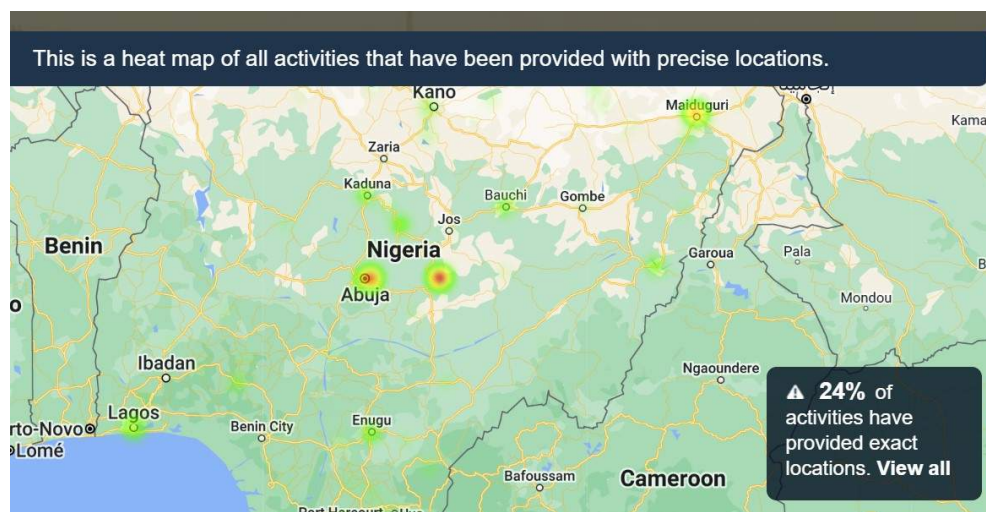 This is a heat map of all activities that have been provided with precise locations.
Kano
Maiduguri
Kama
Zaria
Kaduna
Bauchi
Gombe
Jos
Benin
Nigeria
Garoua
Pala
B
Abuja
Mondou
o
Ibadan
Ngaoundere
Lagos
rto-Novo
Benin City
Enugu
Lomé
Bafoussam
Cameroon
24% of
activities have
provided exact
locations. View all
Port Harcourt